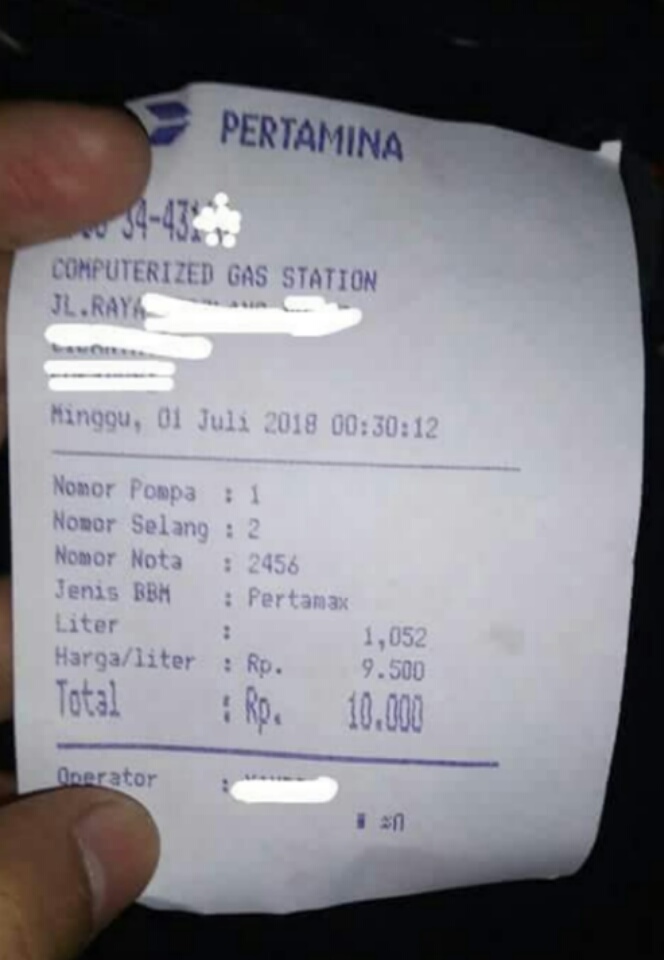 PERTAMINA
34-431
COMPUTERIZED GAS STATION
JL.RAYA
Minggu, 01 Juli 2018 00:30:12
Nomor Pompa : 1
Nomor Selang : 2
Nomor Nota : 2456
Jenis BBM : Pertamax
Liter : 1,052
Harga/liter : Rp. 9.500
Total : Rp. 10.000
Operator :